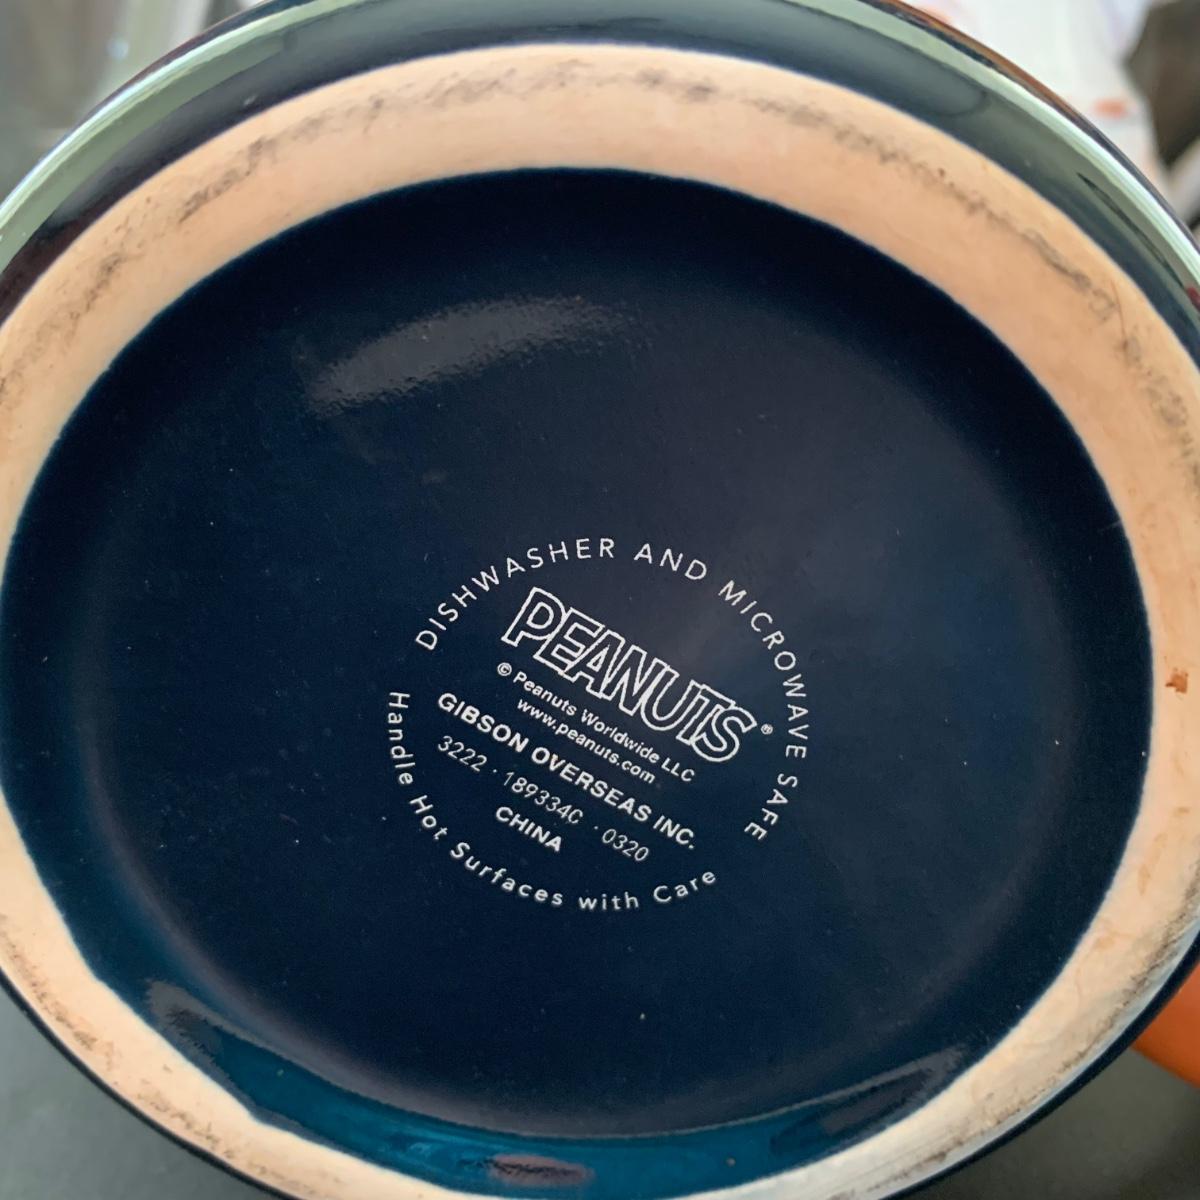 DISHWASHER AND MICROWAVE SAFE
PEANUTS®
© Peanuts Worldwide LLC
www.peanuts.com
GIBSON OVERSEAS INC.
3222 · 189334C · 0320
CHINA
Handle Hot Surfaces with Care